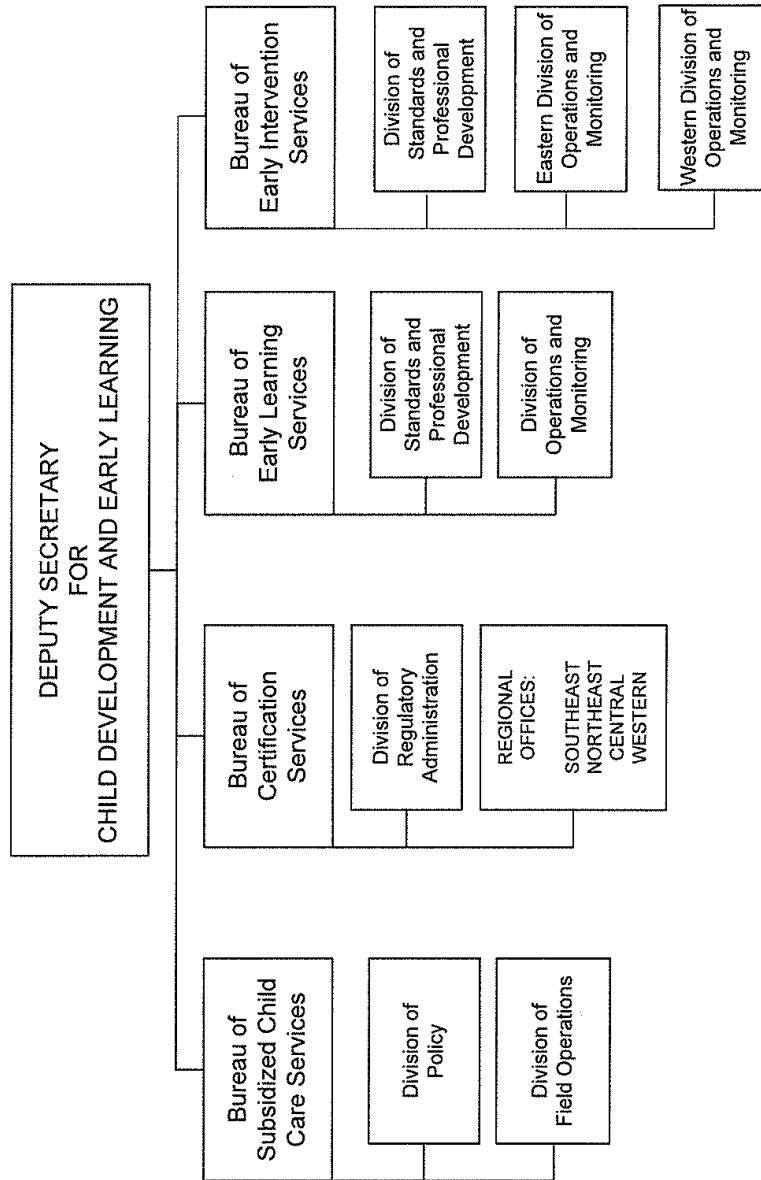 DEPUTY SECRETARY
FOR
CHILD DEVELOPMENT AND EARLY LEARNING
Bureau of
Subsidized Child
Care Services
Division of
Policy
Division of
Field Operations
Bureau of
Certification
Services
Division of
Regulatory
Administration
REGIONAL
OFFICES:
SOUTHEAST
NORTHEAST
CENTRAL
WESTERN
Bureau of
Early Learning
Services
Division of
Standards and
Professional
Development
Division of
Operations and
Monitoring
Bureau of
Early Intervention
Services
Division of
Standards and
Professional
Development
Eastern Division of
Operations and
Monitoring
Western Division of
Operations and
Monitoring